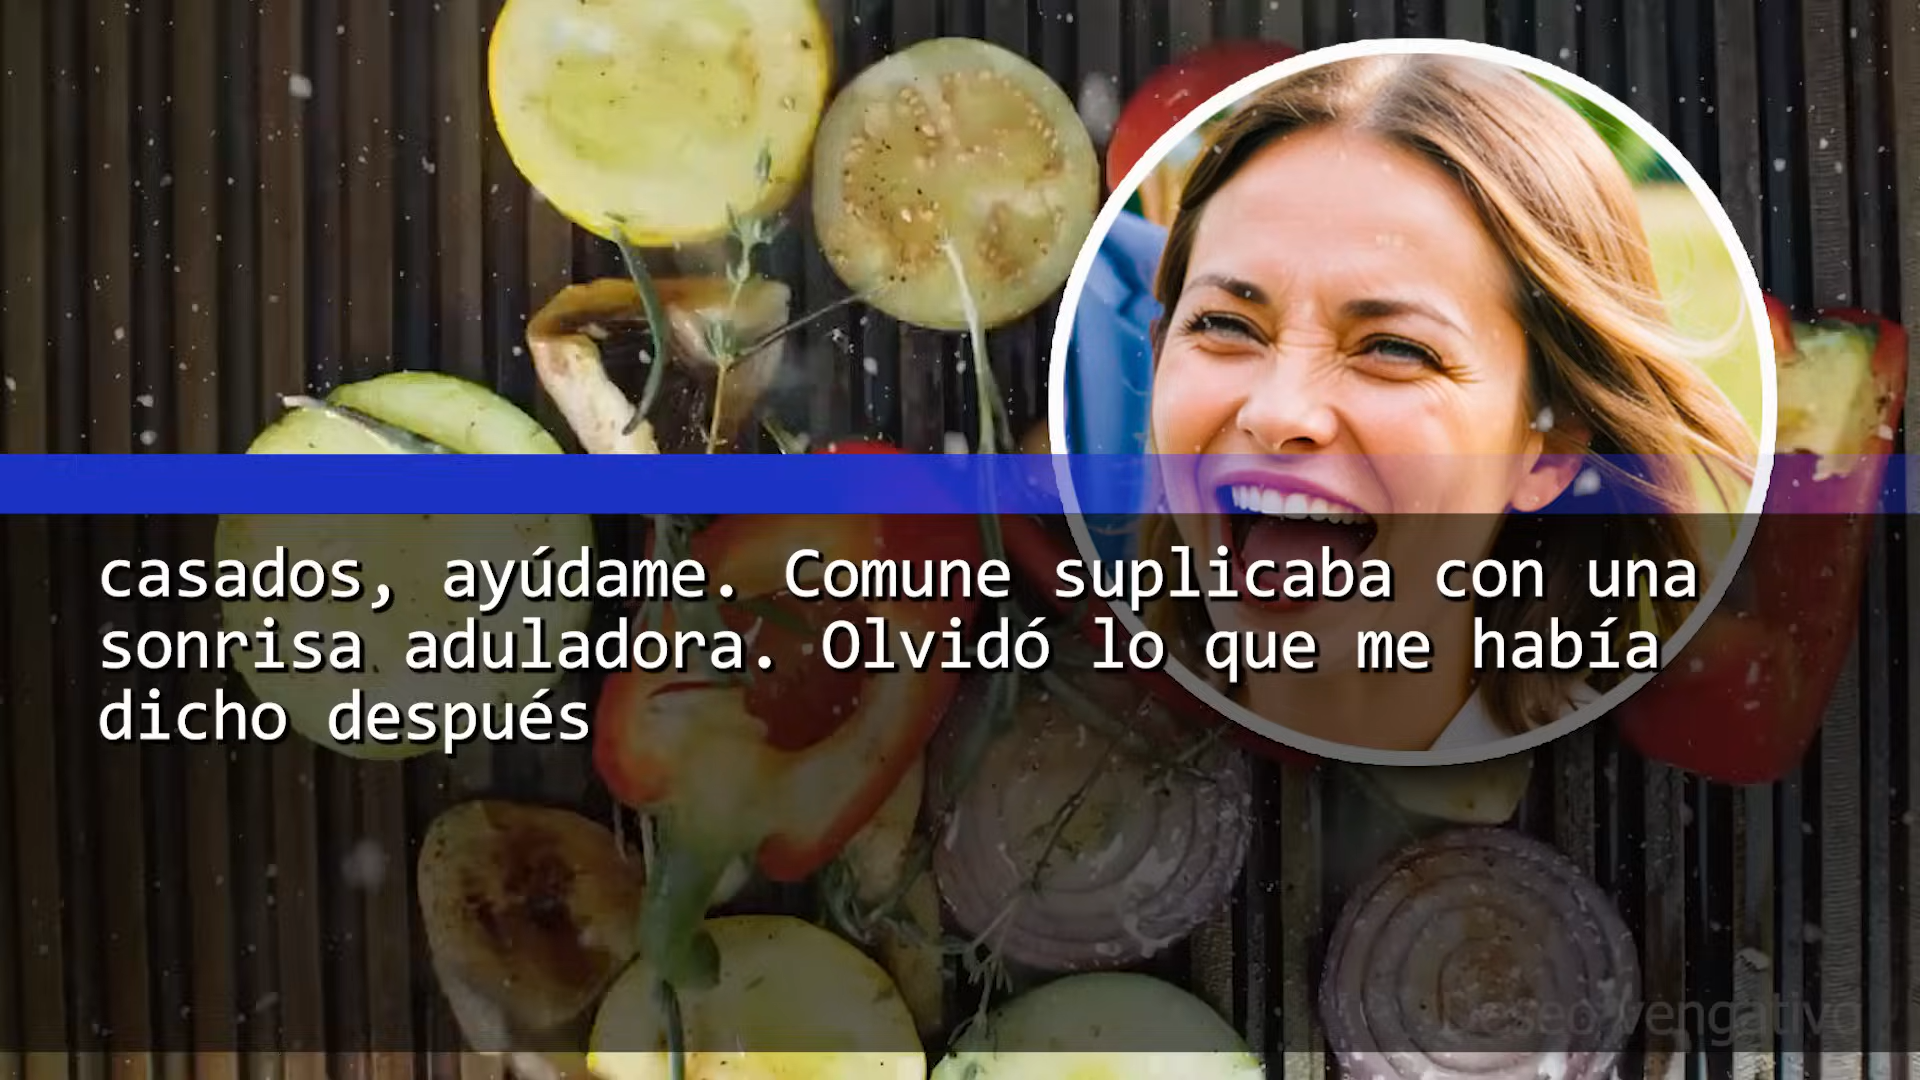 casados, ayúdame. Comune suplicaba con una
sonrisa aduladora. Olvidó lo que me había
dicho después
Deseo vengativo